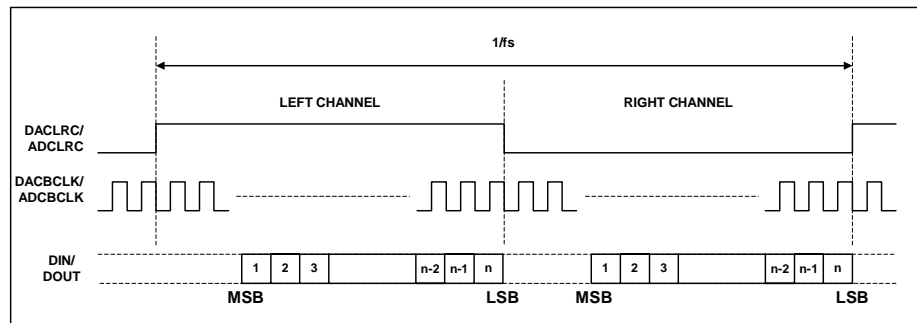 1/fs
LEFT CHANNEL RIGHT CHANNEL
DACLRC/
ADCLRC
DACBCLK/
ADCBCLK
DIN/
DOUT
1 2 3 n-2 n-1 n 1 2 3 n-2 n-1 n
MSB LSB MSB LSB